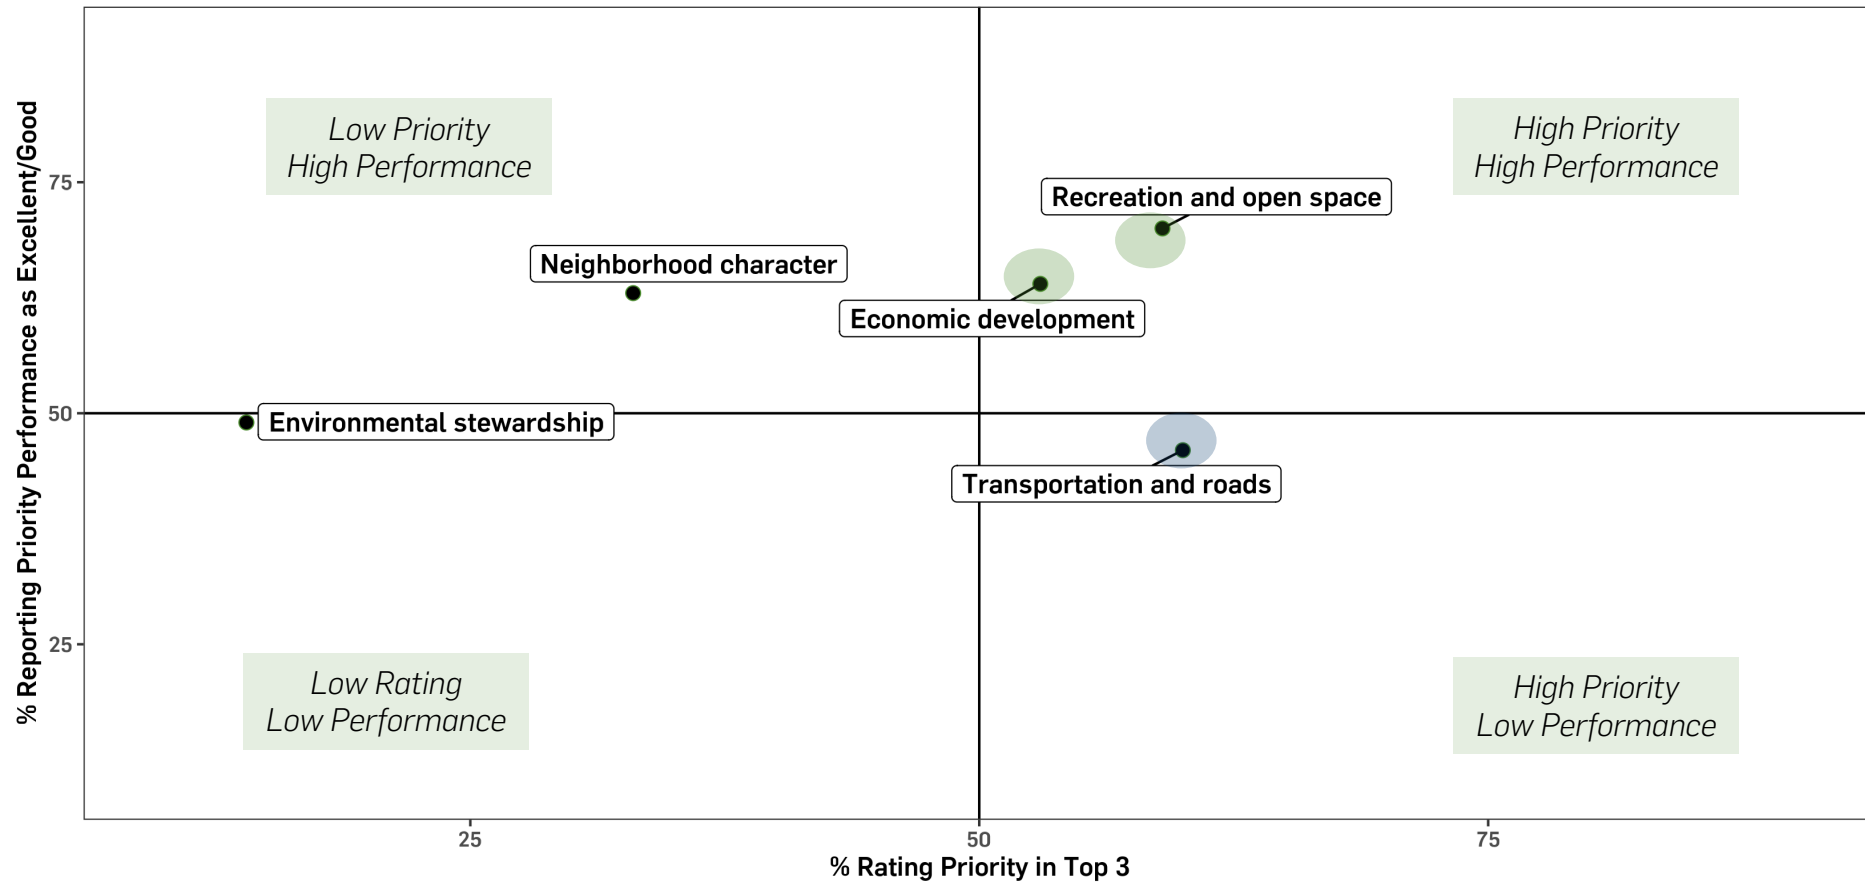 % Reporting Priority Performance as Excellent/Good
Low Priority
High Performance
High Priority
High Performance
75
Recreation and open space
Neighborhood character
Economic development
50
Environmental stewardship
Transportation and roads
25
Low Rating
Low Performance
High Priority
Low Performance
25
50
75
% Rating Priority in Top 3